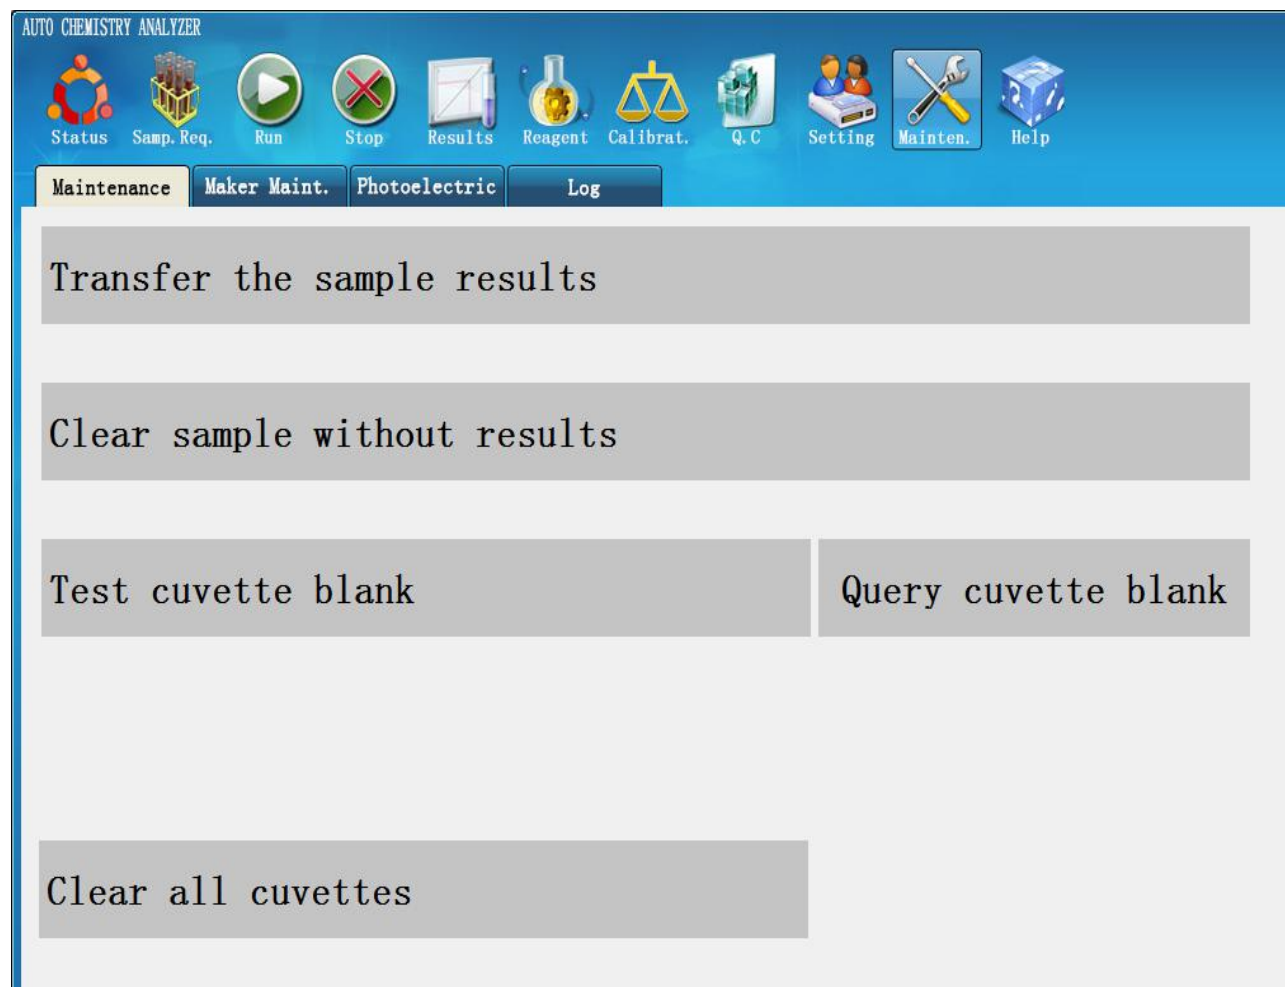 AUTO CHEMISTRY ANALYZER
Status Samp.Req. Run Stop Results Reagent Calibrat. Q.C Setting Mainten. Help
Maintenance Maker Maint. Photoelectric Log
Transfer the sample results
Clear sample without results
Test cuvette blank Query cuvette blank
Clear all cuvettes